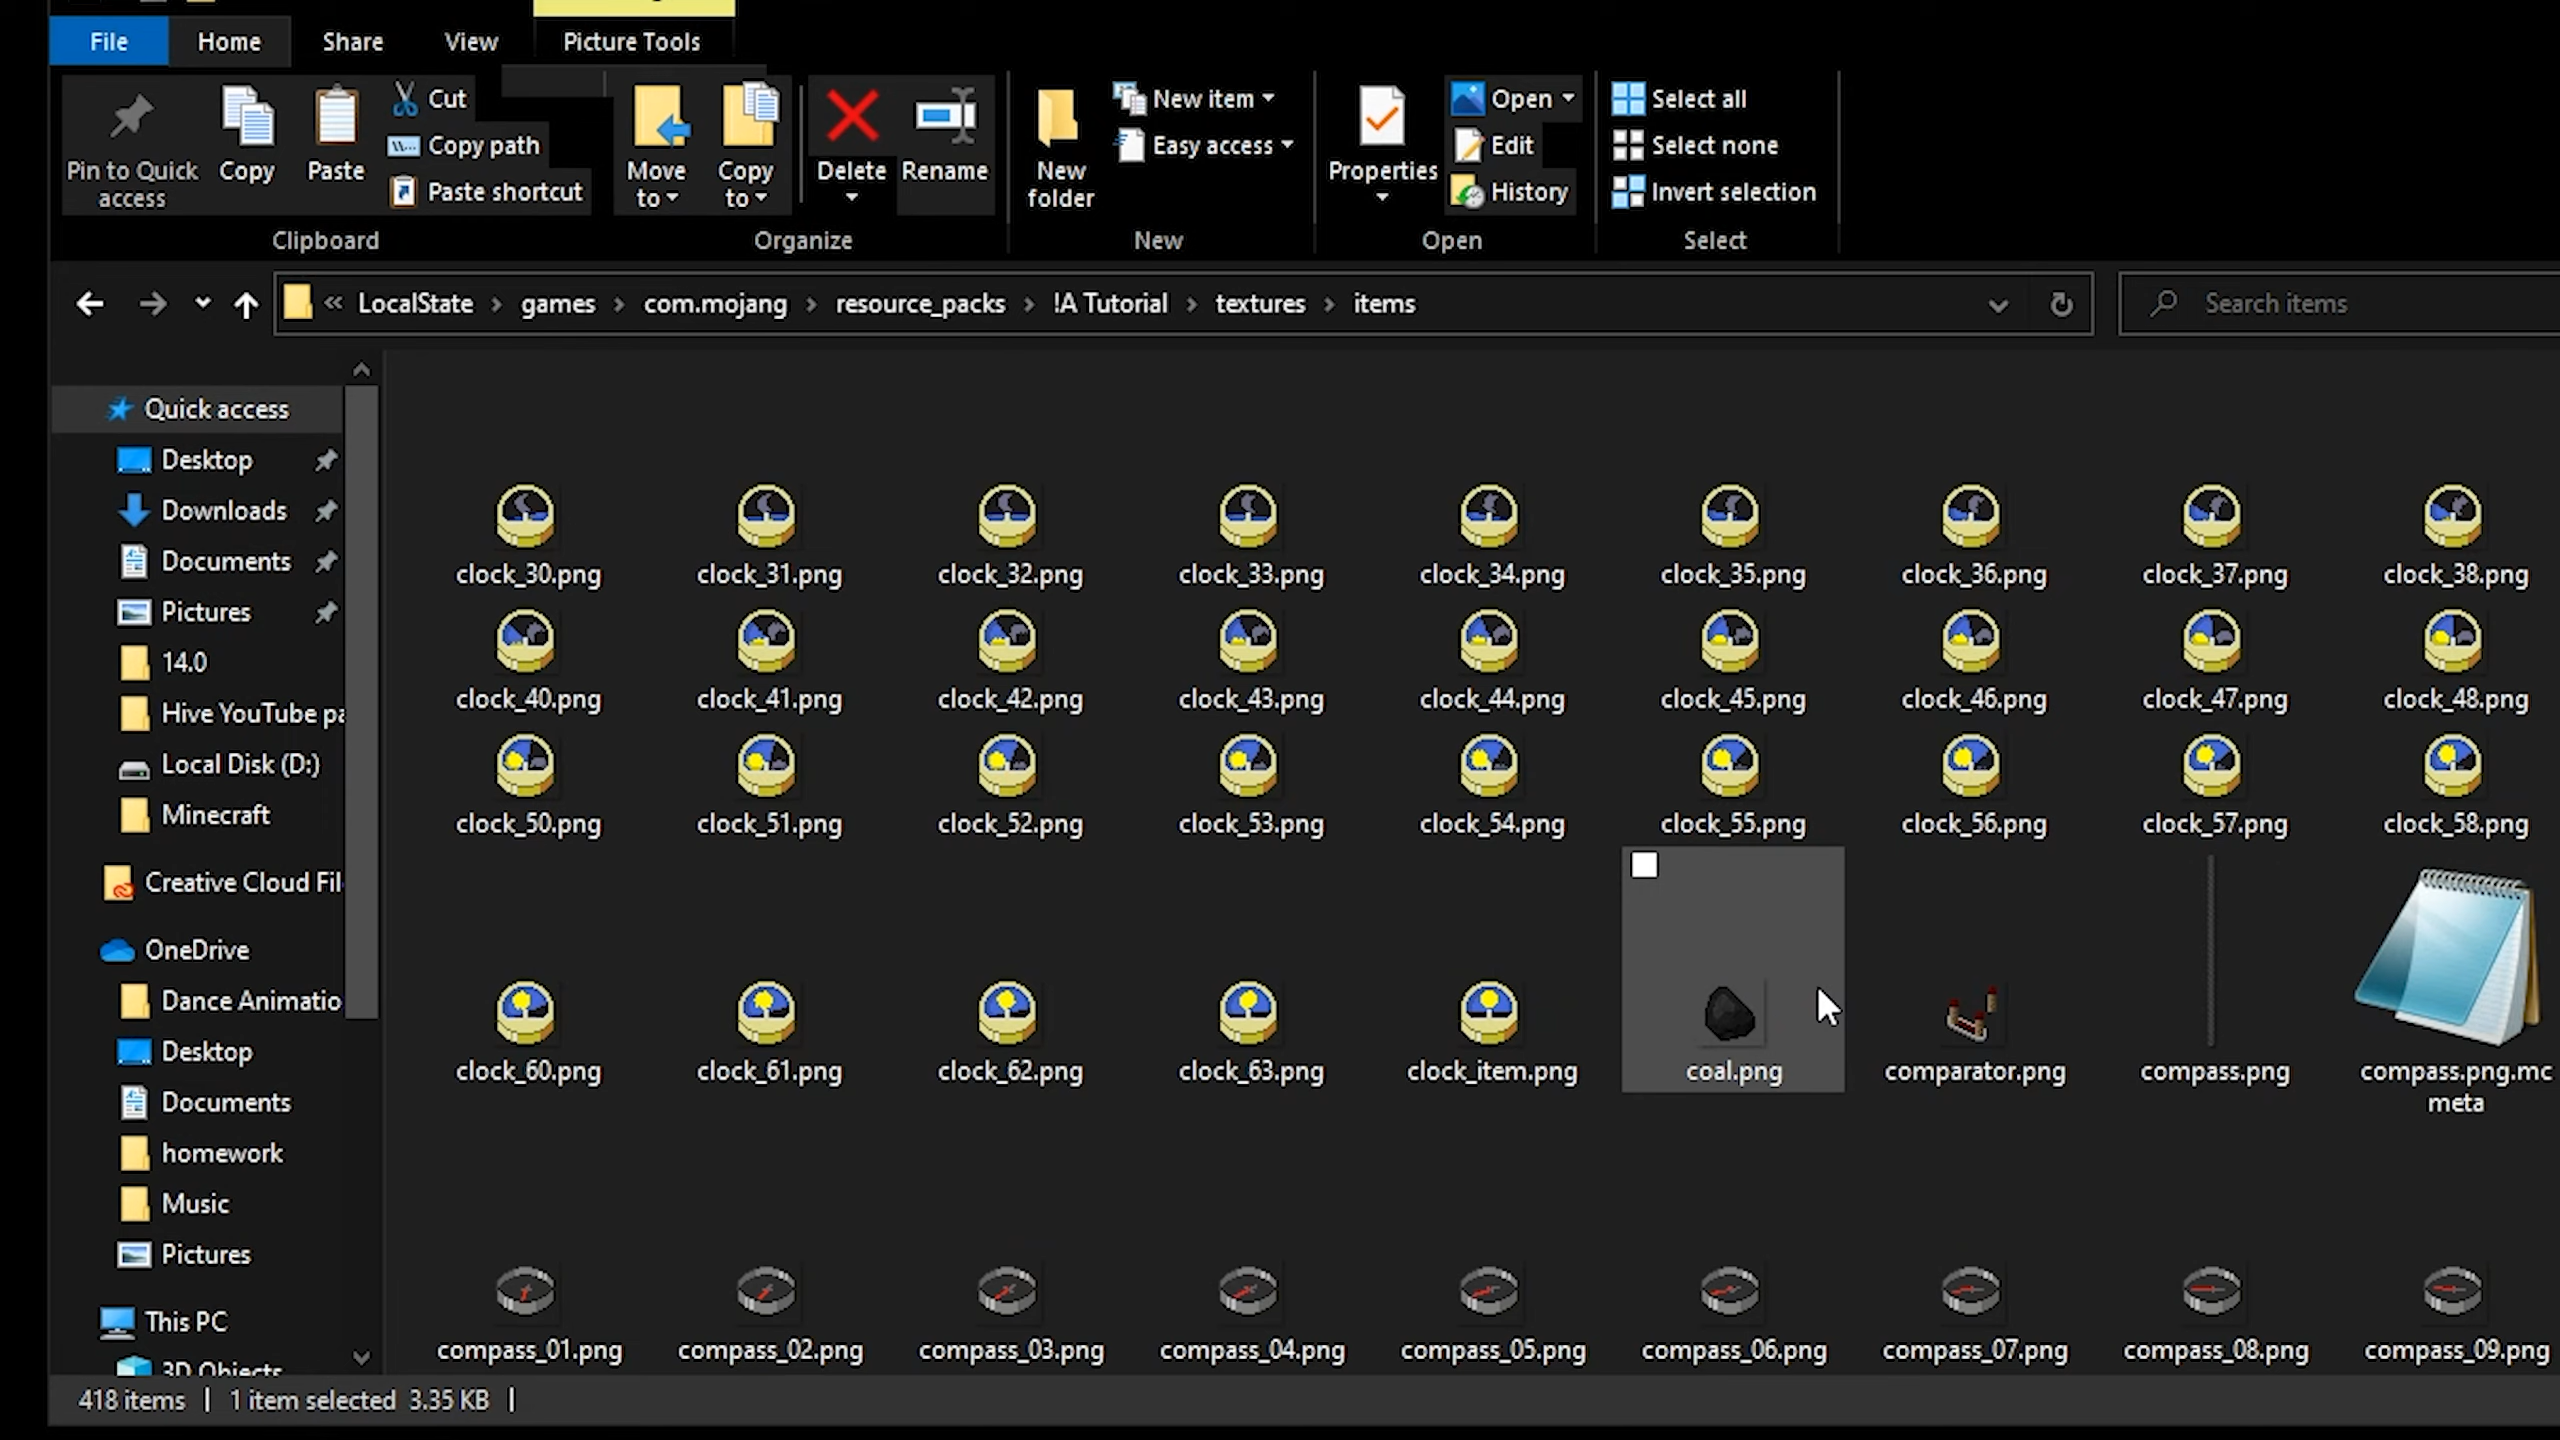 File Home Share View Picture Tools
Pin to Quick access
Copy
Paste
Cut
Copy path
Paste shortcut
Clipboard
Move to
Copy to
Delete
Rename
Organize
New folder
New item
Easy access
New
Properties
Open
Edit
History
Open
Select all
Select none
Invert selection
Select
« LocalState › games › com.mojang › resource_packs › !A Tutorial › textures › items
Search items
Quick access
Desktop
Downloads
Documents
Pictures
14.0
Hive YouTube pa
Local Disk (D:)
Minecraft
Creative Cloud Fil
OneDrive
Dance Animatio
Desktop
Documents
homework
Music
Pictures
This PC
3D Objects
clock_30.png clock_31.png clock_32.png clock_33.png clock_34.png clock_35.png clock_36.png clock_37.png clock_38.png
clock_40.png clock_41.png clock_42.png clock_43.png clock_44.png clock_45.png clock_46.png clock_47.png clock_48.png
clock_50.png clock_51.png clock_52.png clock_53.png clock_54.png clock_55.png clock_56.png clock_57.png clock_58.png
clock_60.png clock_61.png clock_62.png clock_63.png clock_item.png coal.png comparator.png compass.png compass.png.mc
meta
compass_01.png compass_02.png compass_03.png compass_04.png compass_05.png compass_06.png compass_07.png compass_08.png compass_09.png
418 items | 1 item selected 3.35 KB |